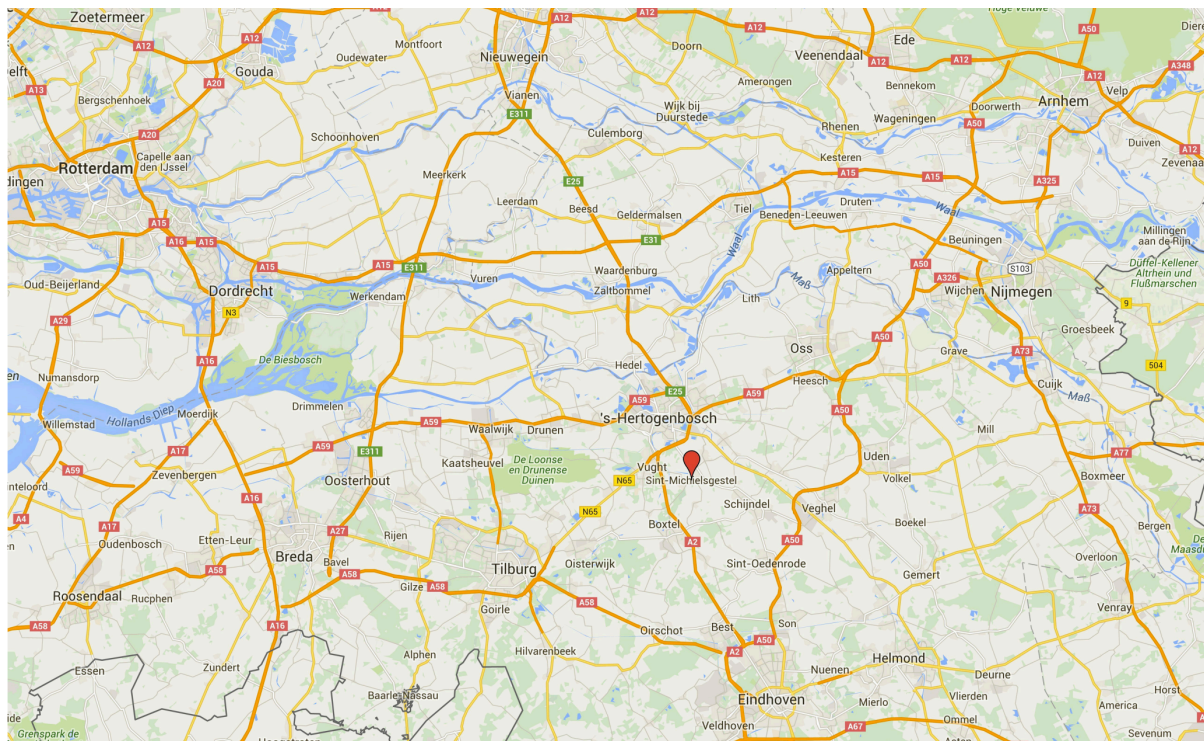 Zoetermeer
A12
Montfoort
A12
Doorn
Hoge Veluwe
Ede
A50
Dieren
A12
Oudewater
Nieuwegein
A12
Veenendaal
A12
A12
A12
A348
Gouda
A20
A13
Bergschenhoek
Vianen
E311
Amerongen
Bennekom
Doorwerth
Arnhem
Velp
Wijk bij
Duurstede
Rhenen
Wageningen
A50
A20
Schoonhoven
Culemborg
Duiven
A12
Rotterdam
Capelle aan
den IJssel
Kesteren
Zevenaar
Meerkerk
E25
A15
A15
A325
Leerdam
Beesd
Geldermalsen
Tiel
Druten
Beneden-Leeuwen
Waal
A15
A16
A15
E31
Waal
Beuningen
Millingen
aan de Rijn
A15
A15
E311
Vuren
Waardenburg
Maß
Appeltern
A50
A326
S103
Düffel-Kellener
Altrhein und
Flußmarschen
Oud-Beijerland
Dordrecht
Werkendam
Zaltbommel
Lith
Wijchen
Nijmegen
9
N3
A29
A50
Groesbeek
De Biesbosch
A16
Hedel
Oss
Grave
A73
504
Numansdorp
Heesch
Cuijk
Maß
Drimmelen
E25
A59
A59
Hollands Diep
Moerdijk
Willemstad
A59
Waalwijk
Drunen
's-Hertogenbosch
A50
Mill
A59
A17
E311
Kaatsheuvel
De Loonse
en Drunense
Duinen
Vught
Uden
A77
A59
Zevenbergen
Oosterhout
N65
Sint-Michielsgestel
Volkel
Boxmeer
A16
Schijndel
Veghel
A73
A4
A17
N65
Boxtel
Boekel
Bergen
Oudenbosch
Etten-Leur
A27
Rijen
A2
A50
Breda
Bavel
Tilburg
Oisterwijk
Sint-Oedenrode
Overloon
A58
A58
Gilze
A58
Gemert
Roosendaal
Rucphen
Goirle
A58
Venray
A58
A16
Oirschot
Best
Son
A50
Hilvarenbeek
A2
Alphen
Zundert
Essen
Nuenen
Helmond
Deurne
Baarle-Nassau
Eindhoven
Mierlo
Vlierden
America
Horst
Veldhoven
A67
Ommel
Sevenum
Grenspark de